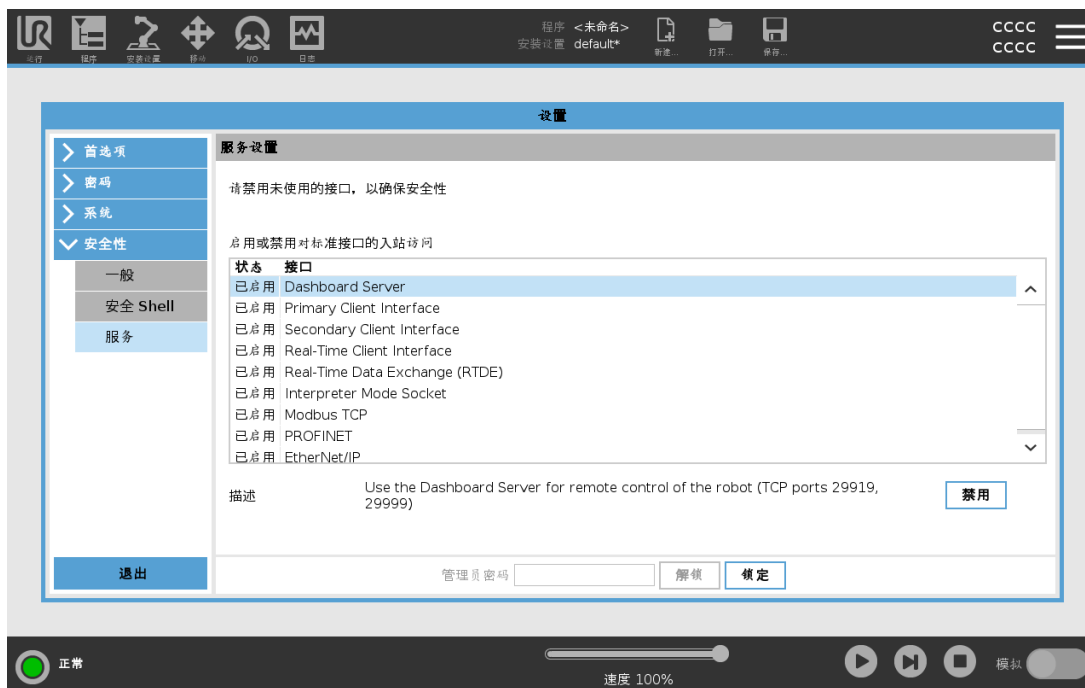 程序 <未命名>
安装设置 default*
CCCC
CCCC
运行 程序 安装设置 移动 I/O 日志 新建... 打开... 保存...
设置
首选项
密码
系统
安全性
一般
安全 Shell
服务
退出
服务设置
请禁用未使用的接口，以确保安全性
启用或禁用对标准接口的入站访问
状态 接口
已启用 Dashboard Server
已启用 Primary Client Interface
已启用 Secondary Client Interface
已启用 Real-Time Client Interface
已启用 Real-Time Data Exchange (RTDE)
已启用 Interpreter Mode Socket
已启用 Modbus TCP
已启用 PROFINET
已启用 EtherNet/IP
描述 Use the Dashboard Server for remote control of the robot (TCP ports 29919,
29999)
禁用
管理员密码 解锁 锁定
正常
速度 100%
模拟